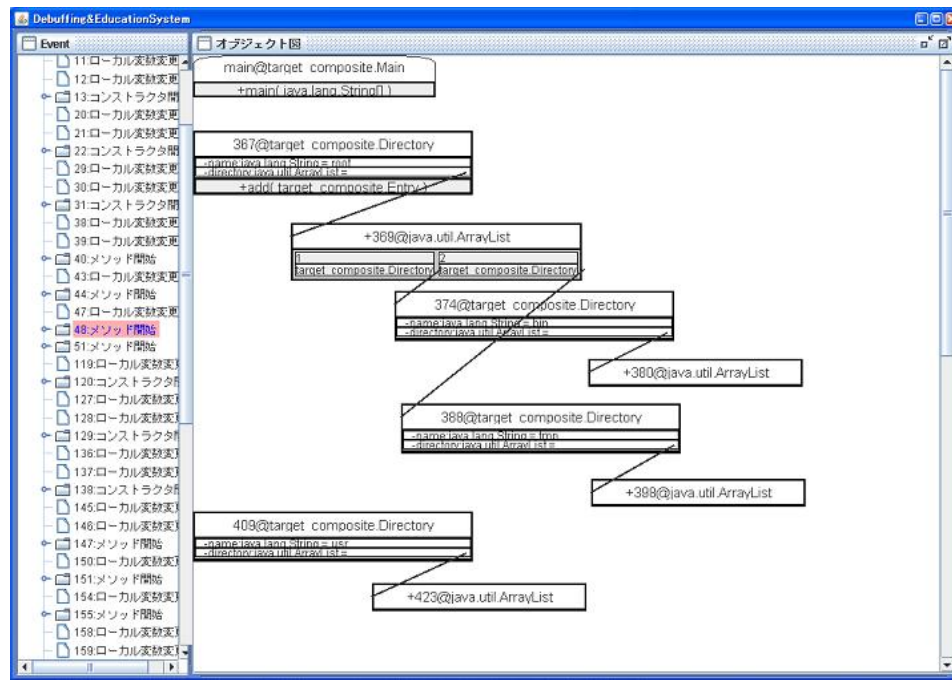 Debuffing&EducationSystem
Event
11:ローカル変数変更
12:ローカル変数変更
13:コンストラクタ開
20:ローカル変数変更
21:ローカル変数変更
22:コンストラクタ開
29:ローカル変数変更
30:ローカル変数変更
31:コンストラクタ開
38:ローカル変数変更
39:ローカル変数変更
40:メソッド開始
43:ローカル変数変更
44:メソッド開始
47:ローカル変数変更
48:メソッド開始
51:メソッド開始
119:ローカル変数変
120:コンストラクタ開
127:ローカル変数変
128:ローカル変数変
129:コンストラクタ
136:ローカル変数変
137:ローカル変数変
138:コンストラクタ
145:ローカル変数変
146:ローカル変数変
147:メソッド開始
150:ローカル変数変
151:メソッド開始
154:ローカル変数変
155:メソッド開始
158:ローカル変数変
159:ローカル変数変
オブジェクト図
main@target composite.Main
+main( java.lang.String[] )
367@target composite.Directory
-name:java.lang.String = root
-directory:java.util.ArrayList =
+add( target composite.Entry )
+369@java.util.ArrayList
1 2
target composite.Directory target composite.Directory
374@target composite.Directory
-name:java.lang.String = bin
-directory:java.util.ArrayList =
+380@java.util.ArrayList
388@target composite.Directory
-name:java.lang.String = tmp
-directory:java.util.ArrayList =
+398@java.util.ArrayList
409@target composite.Directory
-name:java.lang.String = usr
-directory:java.util.ArrayList =
+423@java.util.ArrayList